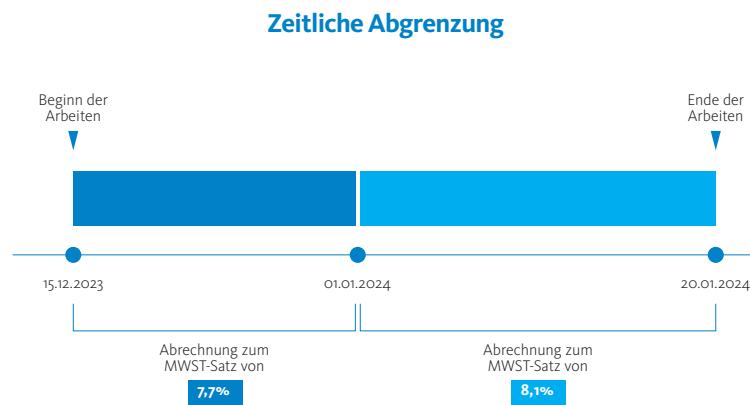 Zeitliche Abgrenzung
Beginn der
Arbeiten
Ende der
Arbeiten
15.12.2023
01.01.2024
20.01.2024
Abrechnung zum
MWST-Satz von
7,7%
Abrechnung zum
MWST-Satz von
8,1%